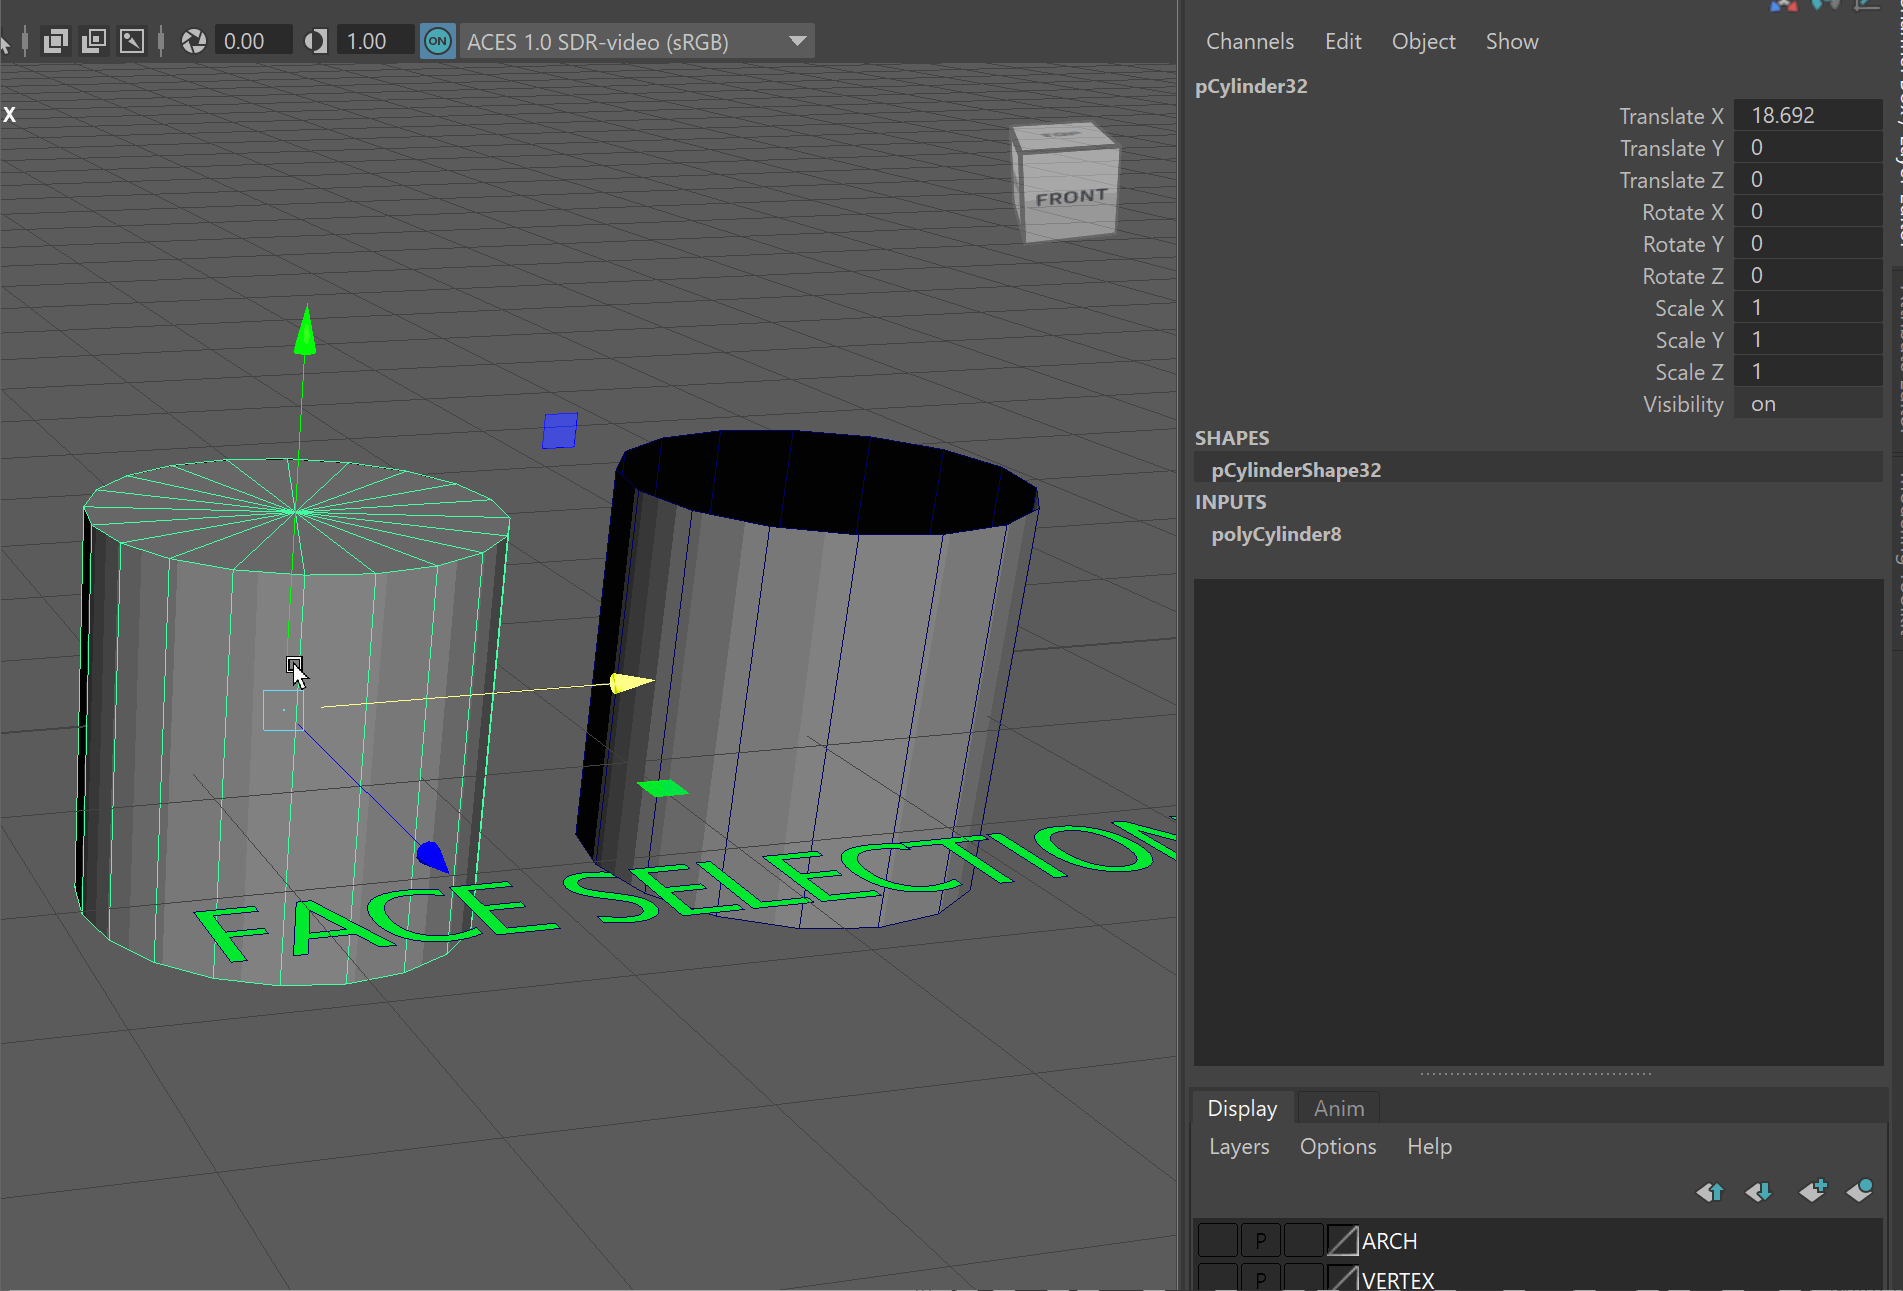 0.00
1.00
ON
ACES 1.0 SDR-video (sRGB)
X
TOP
FRONT
FACE SELECTION
Channels Edit Object Show
pCylinder32
Translate X 18.692
Translate Y 0
Translate Z 0
Rotate X 0
Rotate Y 0
Rotate Z 0
Scale X 1
Scale Y 1
Scale Z 1
Visibility on
SHAPES
pCylinderShape32
INPUTS
polyCylinder8
Display Anim
Layers Options Help
P ARCH
P VERTEX